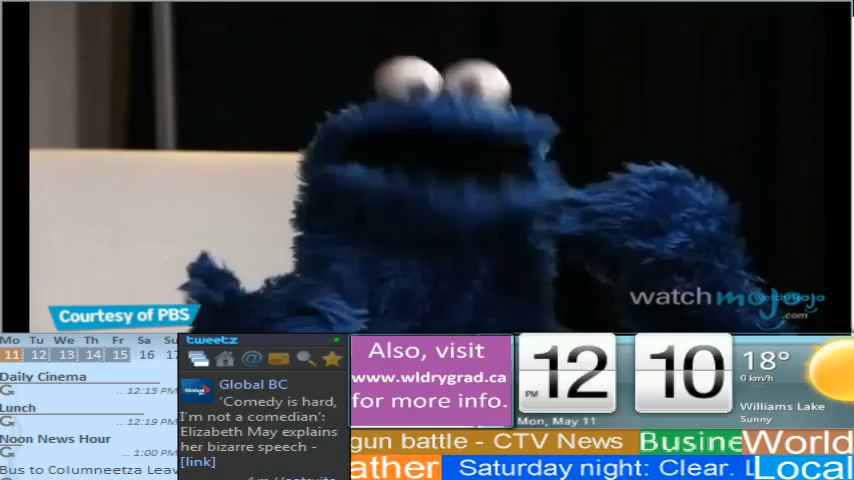 Courtesy of PBS
watchmojo
.com
Mo Tu We Th Fr Sa Su
11 12 13 14 15 16 17
Daily Cinema
.. 12:15 PM
Lunch
.. 12:19 PM
Noon News Hour
.. 1:00 PM
Bus to Columneetza Leav
tweetz
Global BC
'Comedy is hard,
I'm not a comedian':
Elizabeth May explains
her bizarre speech -
[link]
Also, visit
www.wldrygrad.ca
for more info.
PM 12 10
Mon, May 11
18°
0 km/h
Williams Lake
Sunny
gun battle - CTV News Busine World
ather Saturday night: Clear. L Local